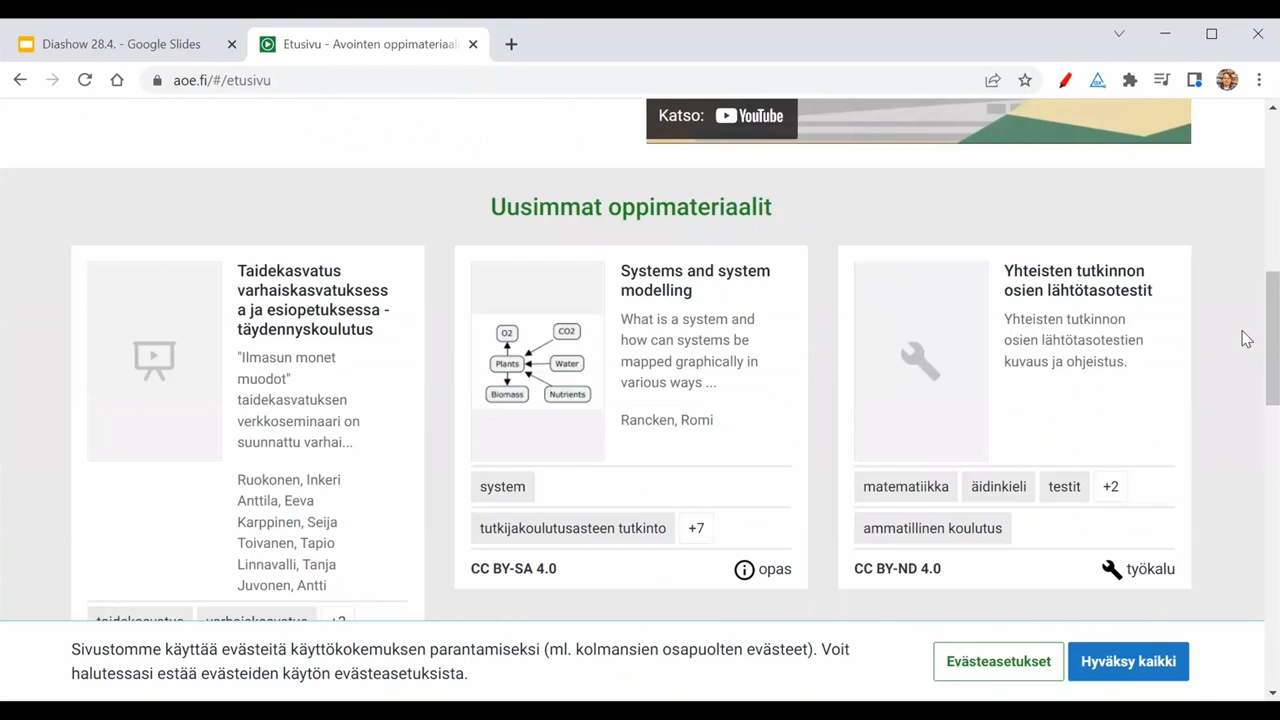 Diashow 28.4. - Google Slides
Etusivu - Avointen oppimateriaal
aoe.fi/#/etusivu
Katso: YouTube
Uusimmat oppimateriaalit
Taidekasvatus
varhaiskasvatuksess
a ja esiopetuksessa -
täydennyskoulutus
"Ilmasun monet
muodot"
taidekasvatuksen
verkkoseminaari on
suunnattu varhai...
Ruokonen, Inkeri
Anttila, Eeva
Karppinen, Seija
Toivanen, Tapio
Linnavalli, Tanja
Juvonen, Antti
taidekasvatus varhaiskasvatus +2
Systems and system
modelling
What is a system and
how can systems be
mapped graphically in
various ways ...
Rancken, Romi
O2 CO2
Plants Water
Biomass Nutrients
system
tutkijakoulutusasteen tutkinto +7
CC BY-SA 4.0 opas
Yhteisten tutkinnon
osien lähtötasotestit
Yhteisten tutkinnon
osien lähtötasotestien
kuvaus ja ohjeistus.
matematiikka äidinkieli testit +2
ammatillinen koulutus
CC BY-ND 4.0 työkalu
Sivustomme käyttää evästeitä käyttökokemuksen parantamiseksi (ml. kolmansien osapuolten evästeet). Voit
halutessasi estää evästeiden käytön evästeasetuksista.
Evästeasetukset
Hyväksy kaikki